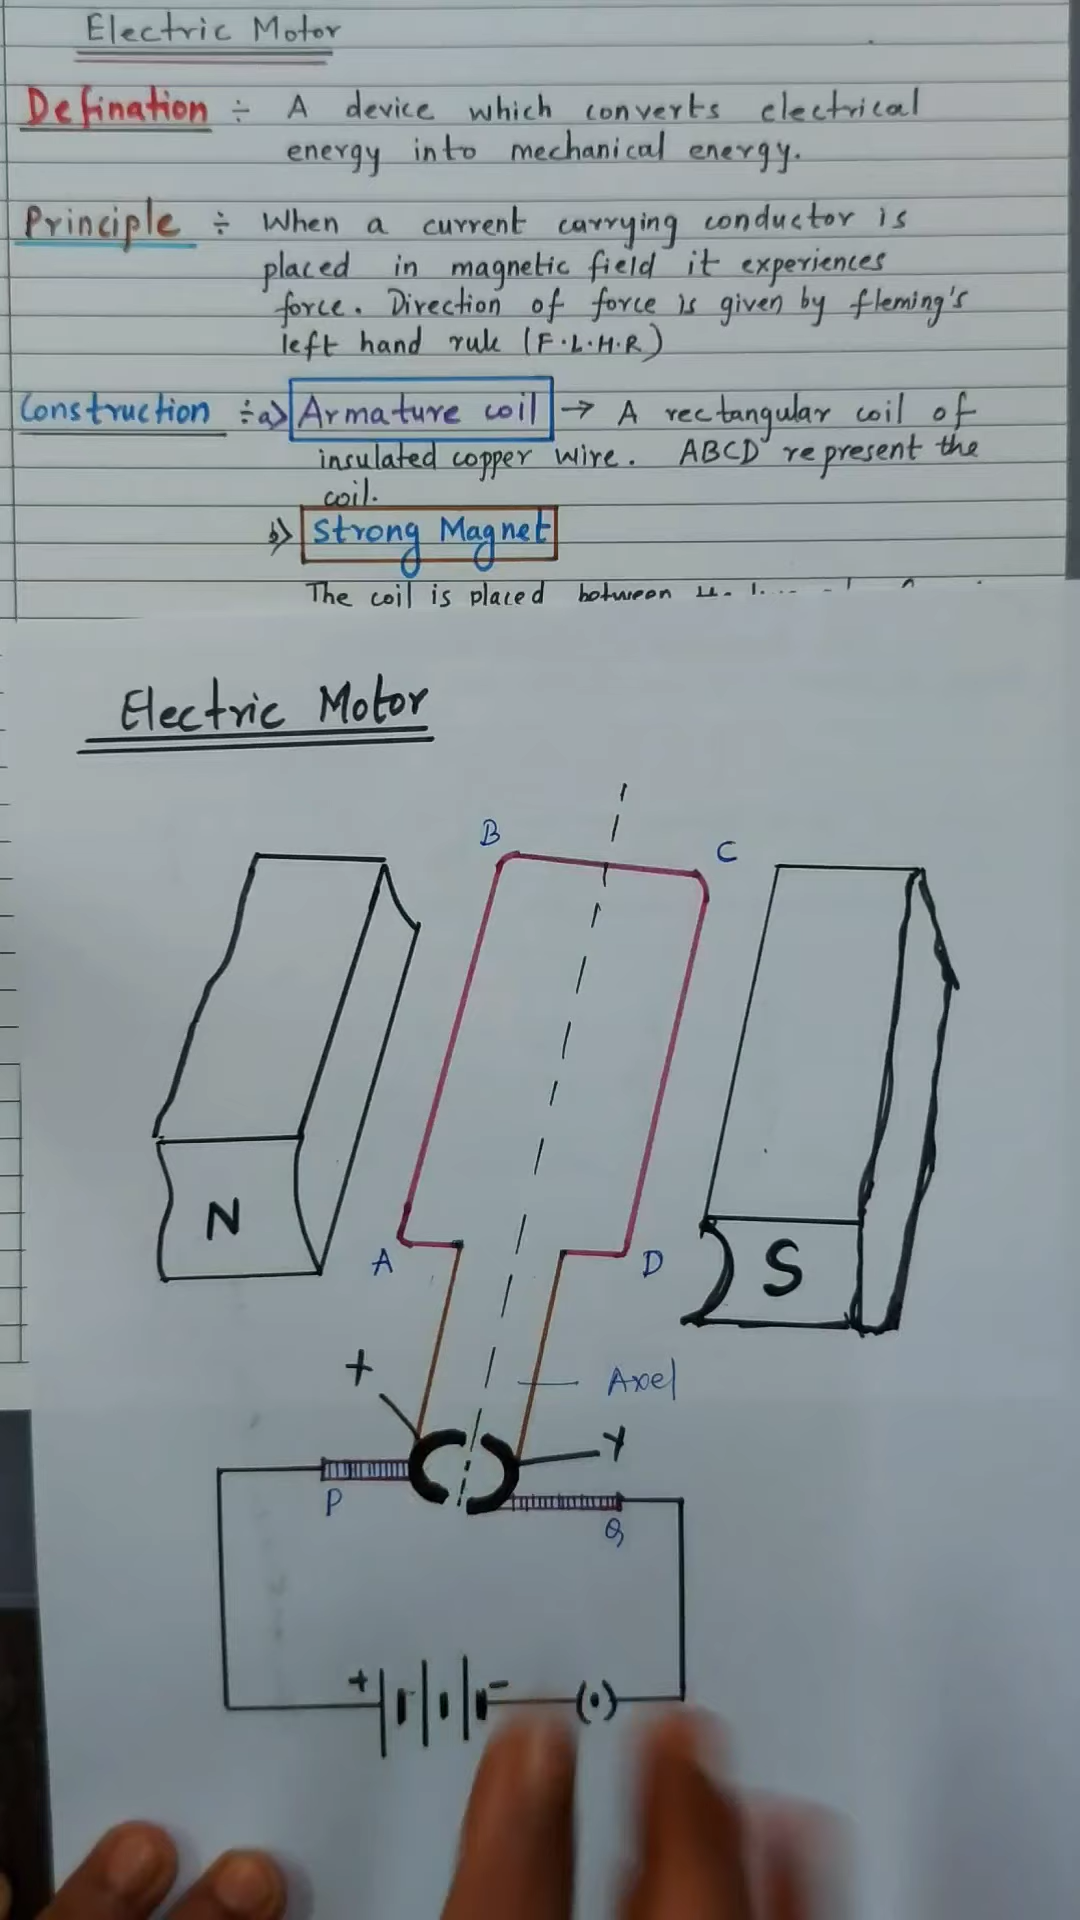 Electric Motor
Defination ÷ A device which converts electrical
energy into mechanical energy.
Principle ÷ When a current carrying conductor is
placed in magnetic field it experiences
force. Direction of force is given by fleming's
left hand rule (F.L.H.R)
Construction ÷ a) Armature coil → A rectangular coil of
insulated copper wire. ABCD represent the
coil.
b) Strong Magnet
The coil is placed between
Electric Motor
B
C
N
A
D
S
+
Axel
Y
P
Q
+ -
(•)